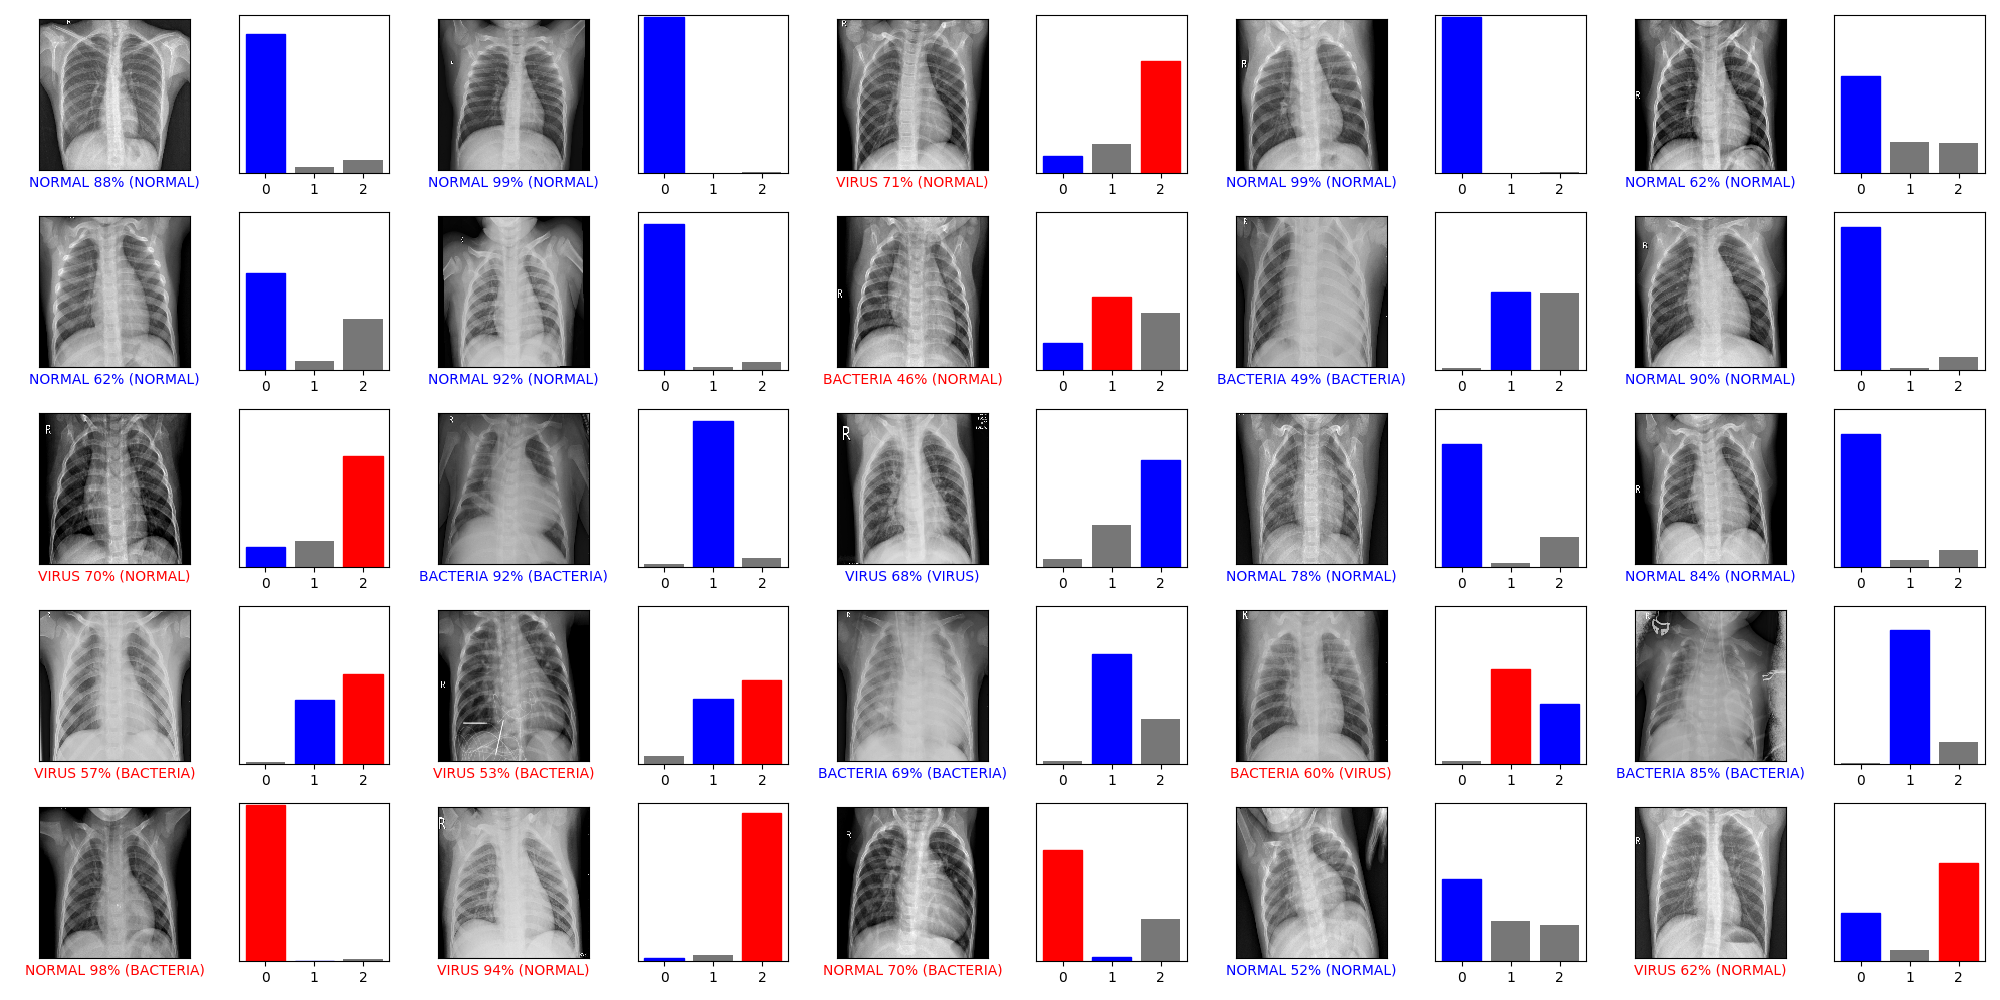 R
0 1 2
0 1 2
R
0 1 2
R
0 1 2
R
0 1 2
NORMAL 88% (NORMAL)
NORMAL 99% (NORMAL)
VIRUS 71% (NORMAL)
NORMAL 99% (NORMAL)
NORMAL 62% (NORMAL)
0 1 2
0 1 2
R
0 1 2
R
0 1 2
R
0 1 2
NORMAL 62% (NORMAL)
NORMAL 92% (NORMAL)
BACTERIA 46% (NORMAL)
BACTERIA 49% (BACTERIA)
NORMAL 90% (NORMAL)
R
0 1 2
R
0 1 2
R
0 1 2
0 1 2
R
0 1 2
VIRUS 70% (NORMAL)
BACTERIA 92% (BACTERIA)
VIRUS 68% (VIRUS)
NORMAL 78% (NORMAL)
NORMAL 84% (NORMAL)
0 1 2
R
0 1 2
R
0 1 2
R
0 1 2
0 1 2
VIRUS 57% (BACTERIA)
VIRUS 53% (BACTERIA)
BACTERIA 69% (BACTERIA)
BACTERIA 60% (VIRUS)
BACTERIA 85% (BACTERIA)
0 1 2
R
0 1 2
R
0 1 2
0 1 2
R
0 1 2
NORMAL 98% (BACTERIA)
VIRUS 94% (NORMAL)
NORMAL 70% (BACTERIA)
NORMAL 52% (NORMAL)
VIRUS 62% (NORMAL)